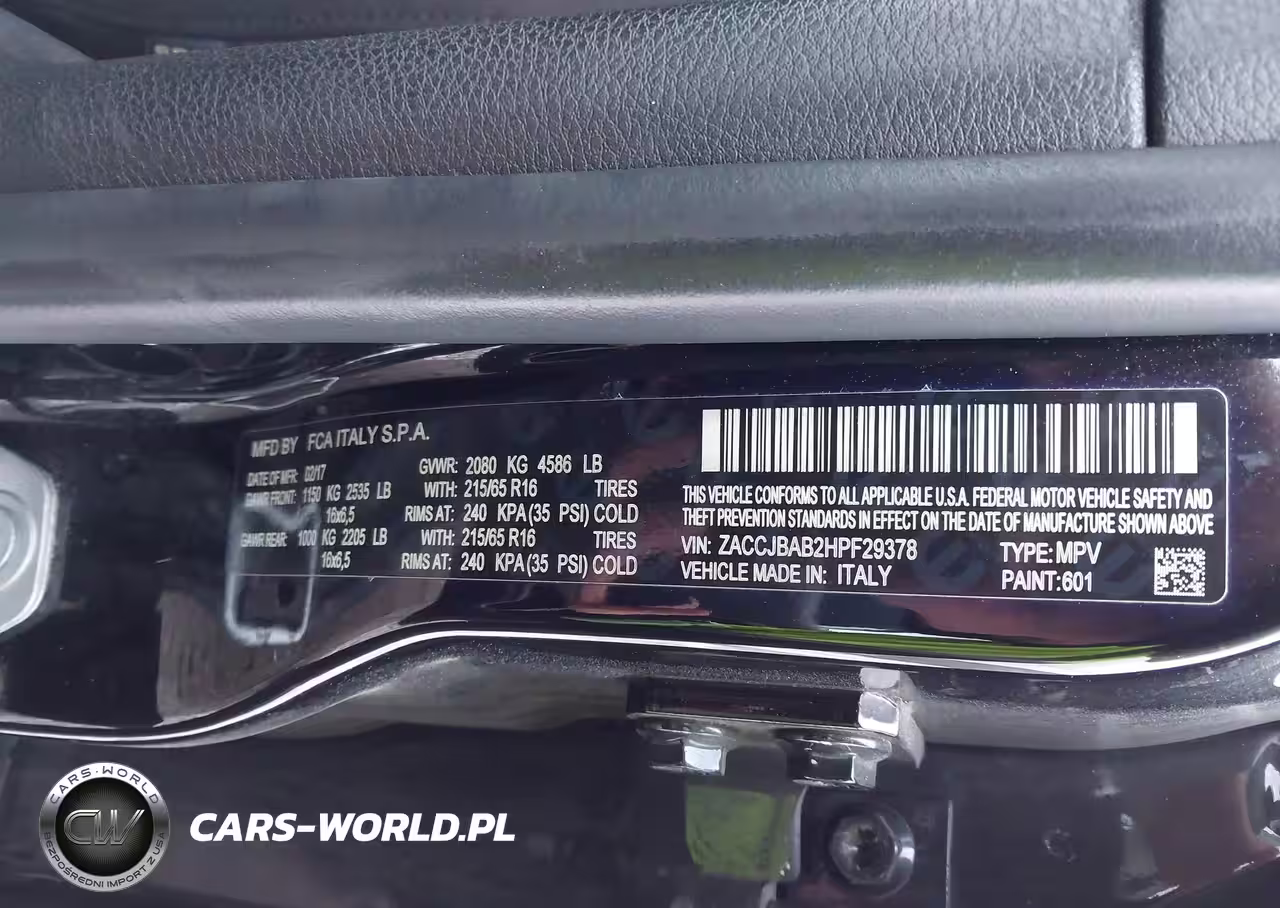 MFD BY FCA ITALY S.P.A.
DATE OF MFR 02/17 GVWR: 2080 KG 4586 LB
GAWR FRONT: 1150 KG 2535 LB WITH: 215/65 R16 TIRES
16x6,5 RIMS AT: 240 KPA (35 PSI) COLD
GAWR REAR: 1000 KG 2205 LB WITH: 215/65 R16 TIRES
16x6,5 RIMS AT: 240 KPA (35 PSI) COLD
THIS VEHICLE CONFORMS TO ALL APPLICABLE U.S.A. FEDERAL MOTOR VEHICLE SAFETY AND
THEFT PREVENTION STANDARDS IN EFFECT ON THE DATE OF MANUFACTURE SHOWN ABOVE
VIN: ZACCJBAB2HPF29378 TYPE: MPV
VEHICLE MADE IN: ITALY PAINT:601
CARS-WORLD
CW
BEZPOŚREDNI IMPORT Z USA
CARS-WORLD.PL